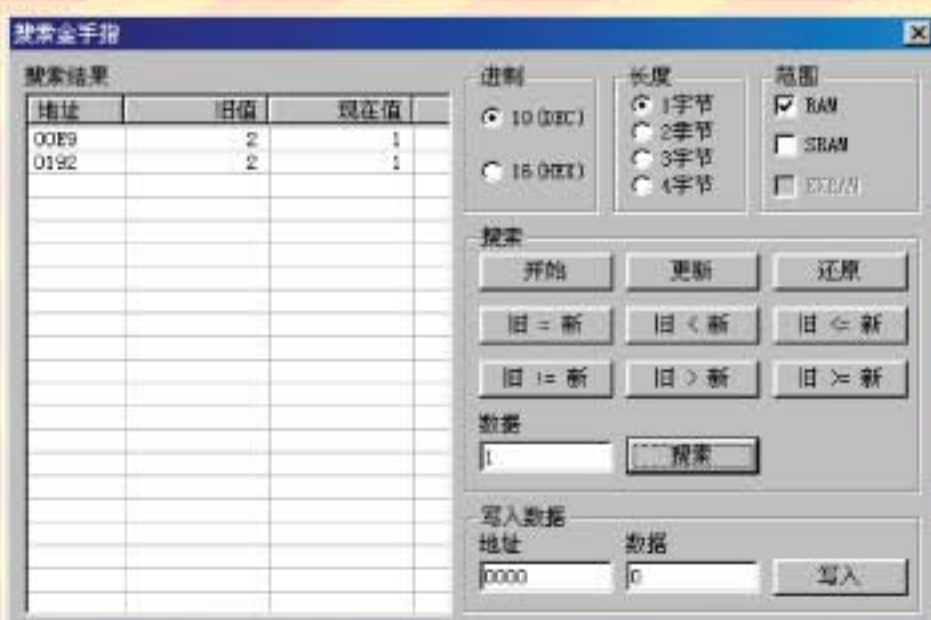 搜索金手指
搜索结果
地址 旧值 现在值
00E9 2 1
0192 2 1
进制
10(DEC)
16(HEX)
长度
1字节
2字节
3字节
4字节
范围
RAM
SRAM
EXRAM
搜索
开始 更新 还原
旧 = 新 旧 < 新 旧 <= 新
旧 != 新 旧 > 新 旧 >= 新
数据
1 搜索
写入数据
地址 数据
0000 0 写入